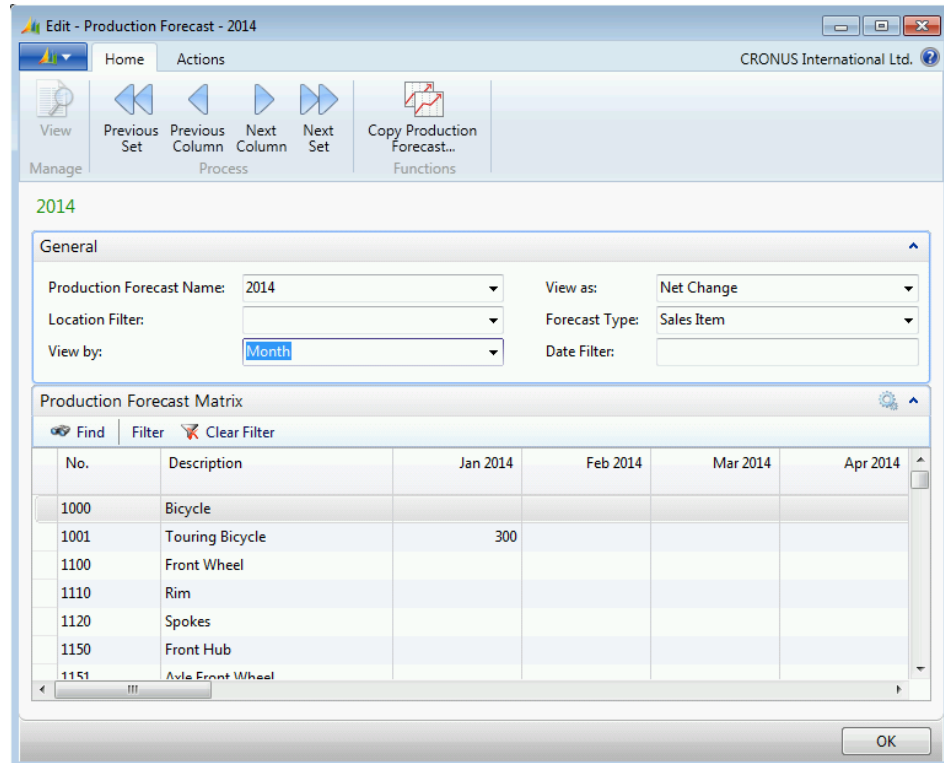 Edit - Production Forecast - 2014
Home Actions CRONUS International Ltd.
View
Previous Set
Previous Column
Next Column
Next Set
Copy Production Forecast...
Manage Process Functions
2014
General
Production Forecast Name: 2014 View as: Net Change
Location Filter: Forecast Type: Sales Item
View by: Month Date Filter:
Production Forecast Matrix
Find Filter Clear Filter
No. Description Jan 2014 Feb 2014 Mar 2014 Apr 2014
1000 Bicycle
1001 Touring Bicycle 300
1100 Front Wheel
1110 Rim
1120 Spokes
1150 Front Hub
1151 Axle Front Wheel
OK